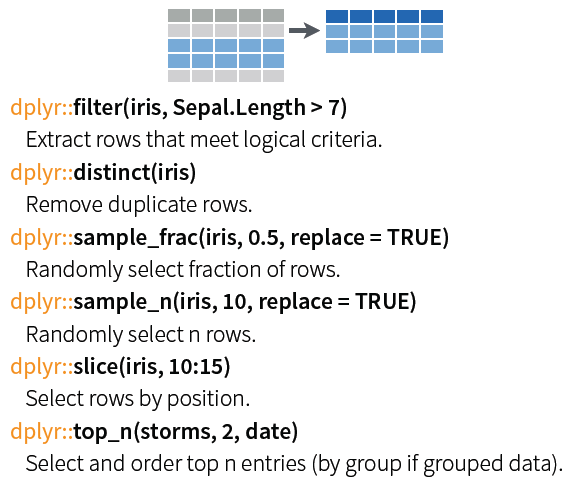 dplyr::filter(iris, Sepal.Length > 7)
Extract rows that meet logical criteria.
dplyr::distinct(iris)
Remove duplicate rows.
dplyr::sample_frac(iris, 0.5, replace = TRUE)
Randomly select fraction of rows.
dplyr::sample_n(iris, 10, replace = TRUE)
Randomly select n rows.
dplyr::slice(iris, 10:15)
Select rows by position.
dplyr::top_n(storms, 2, date)
Select and order top n entries (by group if grouped data).